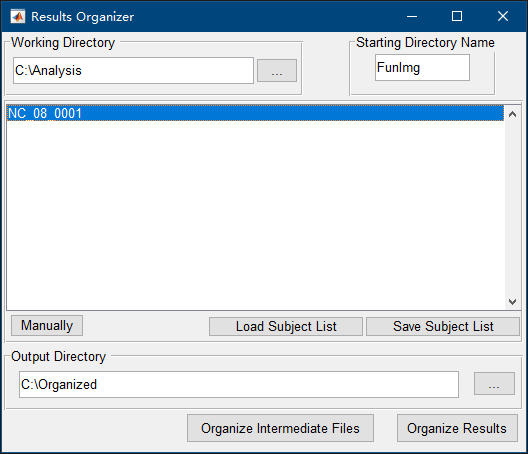 Results Organizer
Working Directory
Starting Directory Name
C:\Analysis
...
FunImg
NC_08_0001
Manually
Load Subject List
Save Subject List
Output Directory
C:\Organized
...
Organize Intermediate Files
Organize Results